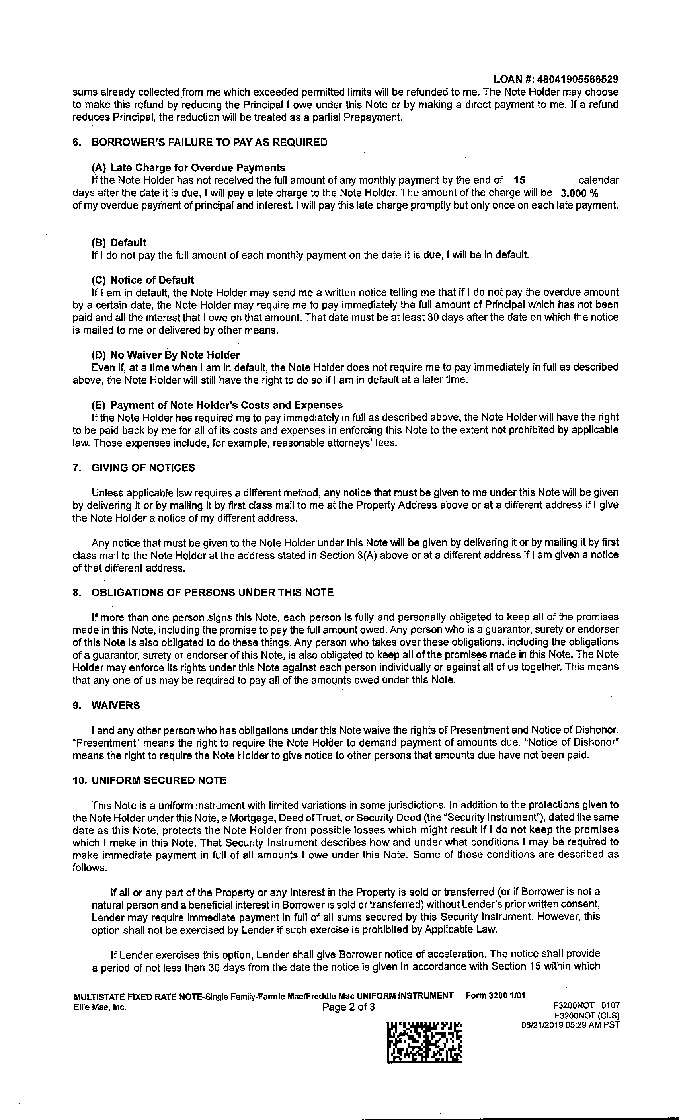 LOAN #: 48041905566529
sums already collected from me which exceeded permitted limits will be refunded to me. The Note Holder may choose
to make this refund by reducing the Principal I owe under this Note or by making a direct payment to me. If a refund
reduces Principal, the reduction will be treated as a partial Prepayment.
6. BORROWER'S FAILURE TO PAY AS REQUIRED
(A) Late Charge for Overdue Payments
If the Note Holder has not received the full amount of any monthly payment by the end of 15 calendar
days after the date it is due, I will pay a late charge to the Note Holder. The amount of the charge will be 3.000 %
of my overdue payment of principal and interest. I will pay this late charge promptly but only once on each late payment.
(B) Default
If I do not pay the full amount of each monthly payment on the date it is due, I will be in default.
(C) Notice of Default
If I am in default, the Note Holder may send me a written notice telling me that if I do not pay the overdue amount
by a certain date, the Note Holder may require me to pay immediately the full amount of Principal which has not been
paid and all the interest that I owe on that amount. That date must be at least 30 days after the date on which the notice
is mailed to me or delivered by other means.
(D) No Waiver By Note Holder
Even if, at a time when I am in default, the Note Holder does not require me to pay immediately in full as described
above, the Note Holder will still have the right to do so if I am in default at a later time.
(E) Payment of Note Holder's Costs and Expenses
If the Note Holder has required me to pay immediately in full as described above, the Note Holder will have the right
to be paid back by me for all of its costs and expenses in enforcing this Note to the extent not prohibited by applicable
law. Those expenses include, for example, reasonable attorneys' fees.
7. GIVING OF NOTICES
Unless applicable law requires a different method, any notice that must be given to me under this Note will be given
by delivering it or by mailing it by first class mail to me at the Property Address above or at a different address if I give
the Note Holder a notice of my different address.
Any notice that must be given to the Note Holder under this Note will be given by delivering it or by mailing it by first
class mail to the Note Holder at the address stated in Section 3(A) above or at a different address if I am given a notice
of that different address.
8. OBLIGATIONS OF PERSONS UNDER THIS NOTE
If more than one person signs this Note, each person is fully and personally obligated to keep all of the promises
made in this Note, including the promise to pay the full amount owed. Any person who is a guarantor, surety or endorser
of this Note is also obligated to do these things. Any person who takes over these obligations, including the obligations
of a guarantor, surety or endorser of this Note, is also obligated to keep all of the promises made in this Note. The Note
Holder may enforce its rights under this Note against each person individually or against all of us together. This means
that any one of us may be required to pay all of the amounts owed under this Note.
9. WAIVERS
I and any other person who has obligations under this Note waive the rights of Presentment and Notice of Dishonor.
"Presentment" means the right to require the Note Holder to demand payment of amounts due. "Notice of Dishonor"
means the right to require the Note Holder to give notice to other persons that amounts due have not been paid.
10. UNIFORM SECURED NOTE
This Note is a uniform instrument with limited variations in some jurisdictions. In addition to the protections given to
the Note Holder under this Note, a Mortgage, Deed of Trust, or Security Deed (the "Security Instrument"), dated the same
date as this Note, protects the Note Holder from possible losses which might result if I do not keep the promises
which I make in this Note. That Security Instrument describes how and under what conditions I may be required to
make immediate payment in full of all amounts I owe under this Note. Some of those conditions are described as
follows.
If all or any part of the Property or any Interest in the Property is sold or transferred (or if Borrower is not a
natural person and a beneficial interest in Borrower is sold or transferred) without Lender's prior written consent,
Lender may require immediate payment in full of all sums secured by this Security Instrument. However, this
option shall not be exercised by Lender if such exercise is prohibited by Applicable Law.
If Lender exercises this option, Lender shall give Borrower notice of acceleration. The notice shall provide
a period of not less than 30 days from the date the notice is given in accordance with Section 15 within which
MULTISTATE FIXED RATE NOTE-Single Family-Fannie Mae/Freddie Mac UNIFORM INSTRUMENT Form 3200 1/01
Ellie Mae, Inc. Page 2 of 3 F3200NOT 0107
F3200NOT (CLS)
06/21/2019 05:29 AM PST